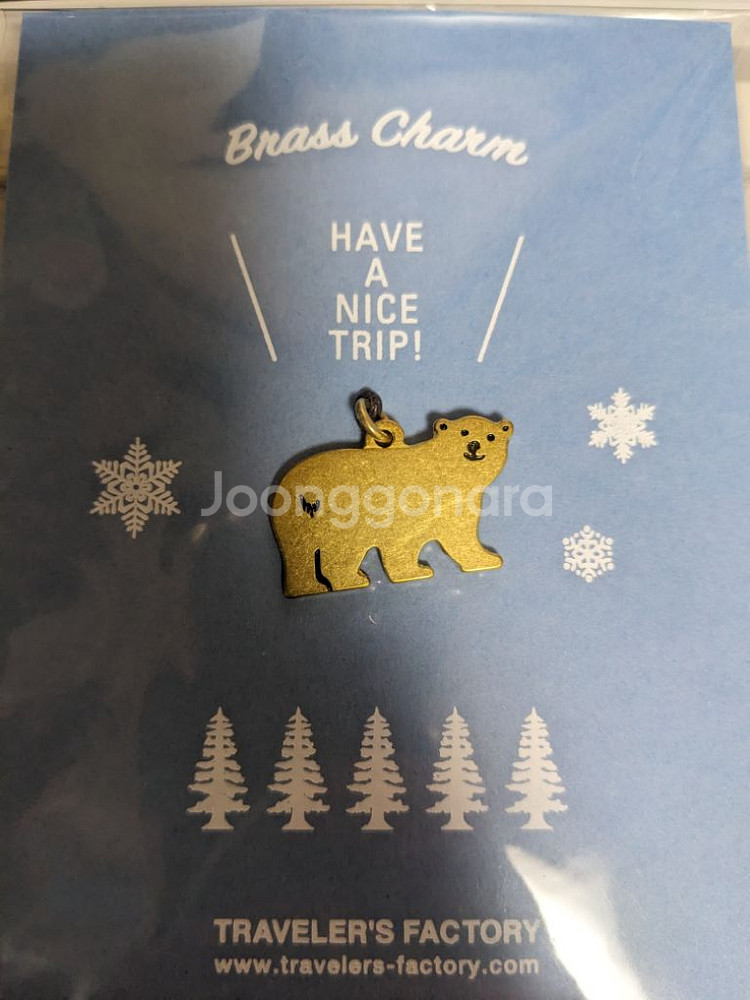 Brass Charm
HAVE
A
NICE
TRIP!
Joonggonara
TRAVELER'S FACTORY
www.travelers-factory.com